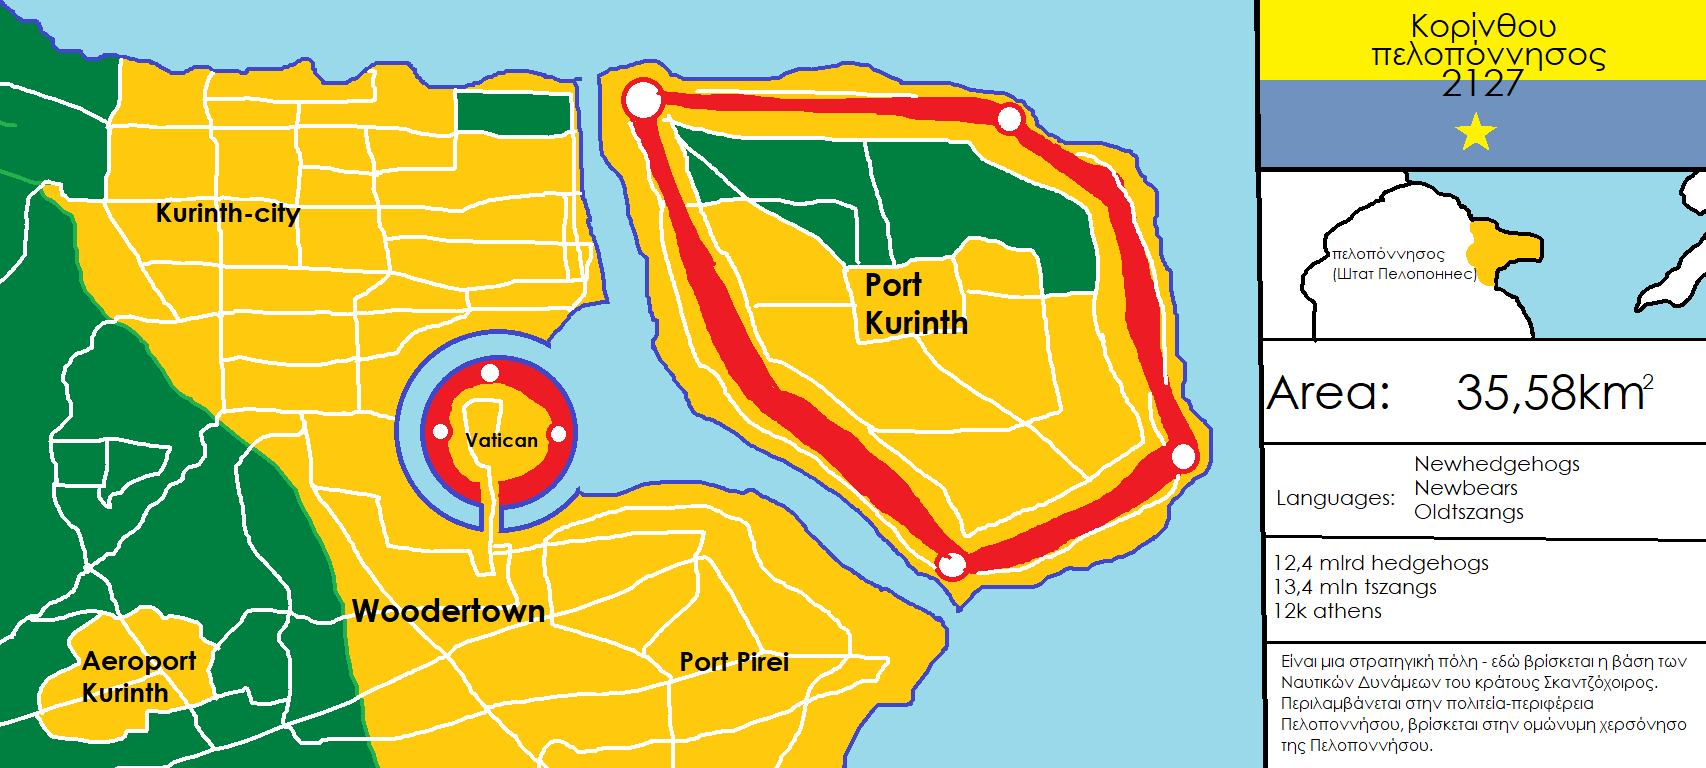 Kurinth-city
Vatican
Port
Kurinth
Woodertown
Port Pirei
Aeroport
Kurinth
Κορίνθου
πελοπόννησος
2127
πελοπόννησος
(Штат Пелопоннес)
Area: 35,58km²
Languages:
Newhedgehogs
Newbears
Oldtszangs
12,4 mlrd hedgehogs
13,4 mln tszangs
12k athens
Είναι μια στρατηγική πόλη - εδώ βρίσκεται η βάση των
Ναυτικών Δυνάμεων του κράτους Σκαντζόχοιρος.
Περιλαμβάνεται στην πολιτεία-περιφέρεια
Πελοποννήσου, βρίσκεται στην ομώνυμη χερσόνησο
της Πελοποννήσου.